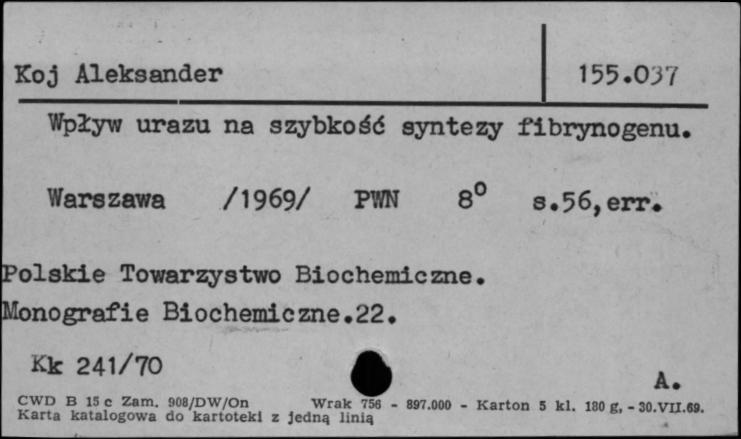 Koj Aleksander 155.037
Wpływ urazu na szybkość syntezy fibrynogenu.
Warszawa /1969/ PWN 8° s.56,err.
Polskie Towarzystwo Biochemiczne.
Monografie Biochemiczne.22.
Kk 241/70
A.
CWD B 15 c Zam. 908/DW/On Wrak 756 - 897.000 - Karton 5 kl. 180 g, - 30.VII.69.
Karta katalogowa do kartoteki z jedną linią